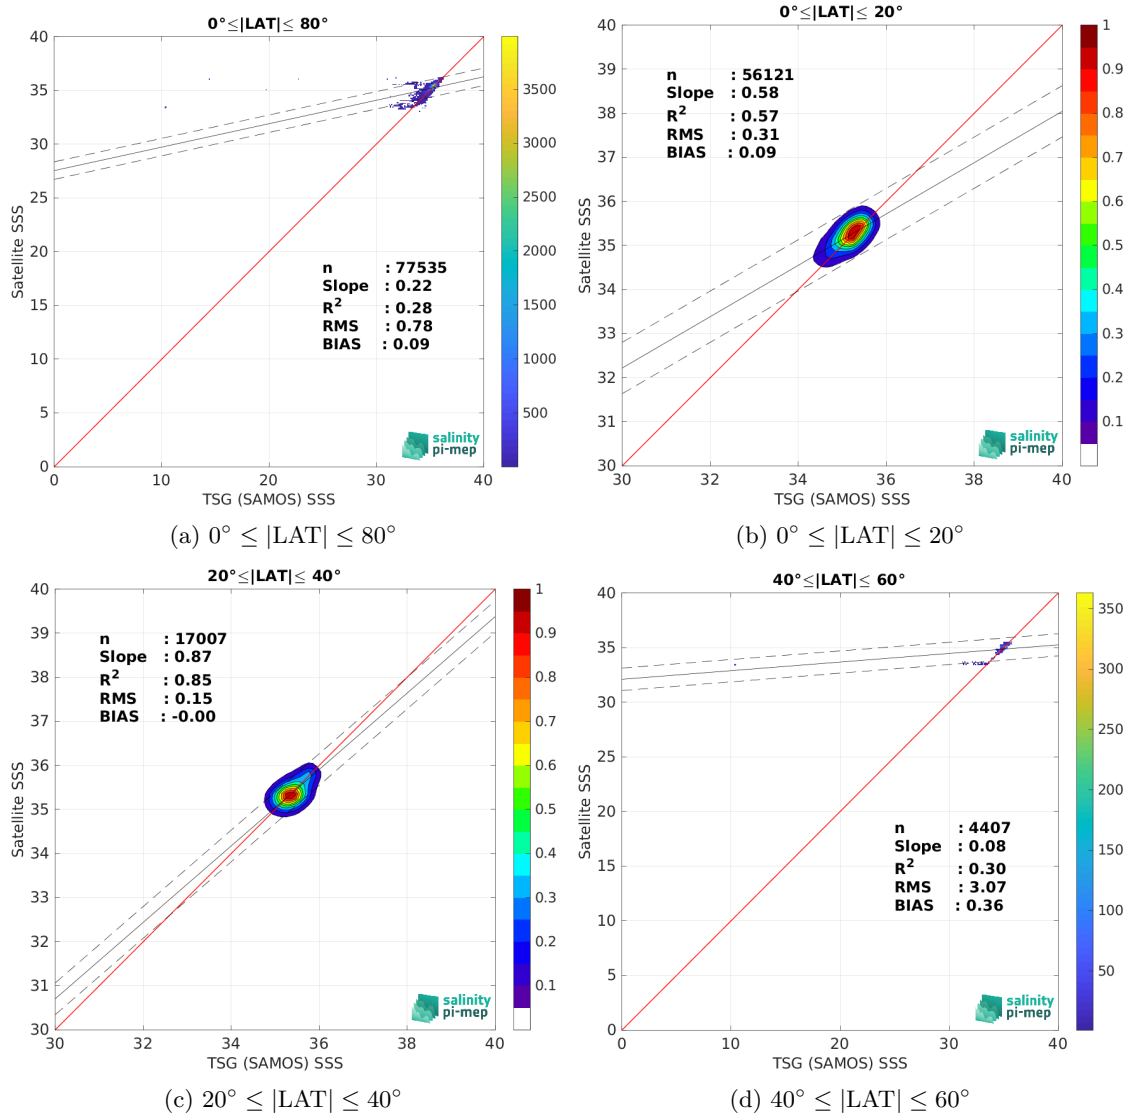 0°≤|LAT|≤ 80°
40
35
30
25
20
15
10
5
0
Satellite SSS
n : 77535
Slope : 0.22
R² : 0.28
RMS : 0.78
BIAS : 0.09
salinity
pi-mep
0 10 20 30 40
TSG (SAMOS) SSS
3500
3000
2500
2000
1500
1000
500
(a) 0° ≤ |LAT| ≤ 80°
0°≤|LAT|≤ 20°
40
39
38
37
36
35
34
33
32
31
30
Satellite SSS
n : 56121
Slope : 0.58
R² : 0.57
RMS : 0.31
BIAS : 0.09
salinity
pi-mep
30 32 34 36 38 40
TSG (SAMOS) SSS
1
0.9
0.8
0.7
0.6
0.5
0.4
0.3
0.2
0.1
(b) 0° ≤ |LAT| ≤ 20°
20°≤|LAT|≤ 40°
40
39
38
37
36
35
34
33
32
31
30
Satellite SSS
n : 17007
Slope : 0.87
R² : 0.85
RMS : 0.15
BIAS : -0.00
salinity
pi-mep
30 32 34 36 38 40
TSG (SAMOS) SSS
1
0.9
0.8
0.7
0.6
0.5
0.4
0.3
0.2
0.1
(c) 20° ≤ |LAT| ≤ 40°
40°≤|LAT|≤ 60°
40
35
30
25
20
15
10
5
0
Satellite SSS
n : 4407
Slope : 0.08
R² : 0.30
RMS : 3.07
BIAS : 0.36
salinity
pi-mep
0 10 20 30 40
TSG (SAMOS) SSS
350
300
250
200
150
100
50
(d) 40° ≤ |LAT| ≤ 60°